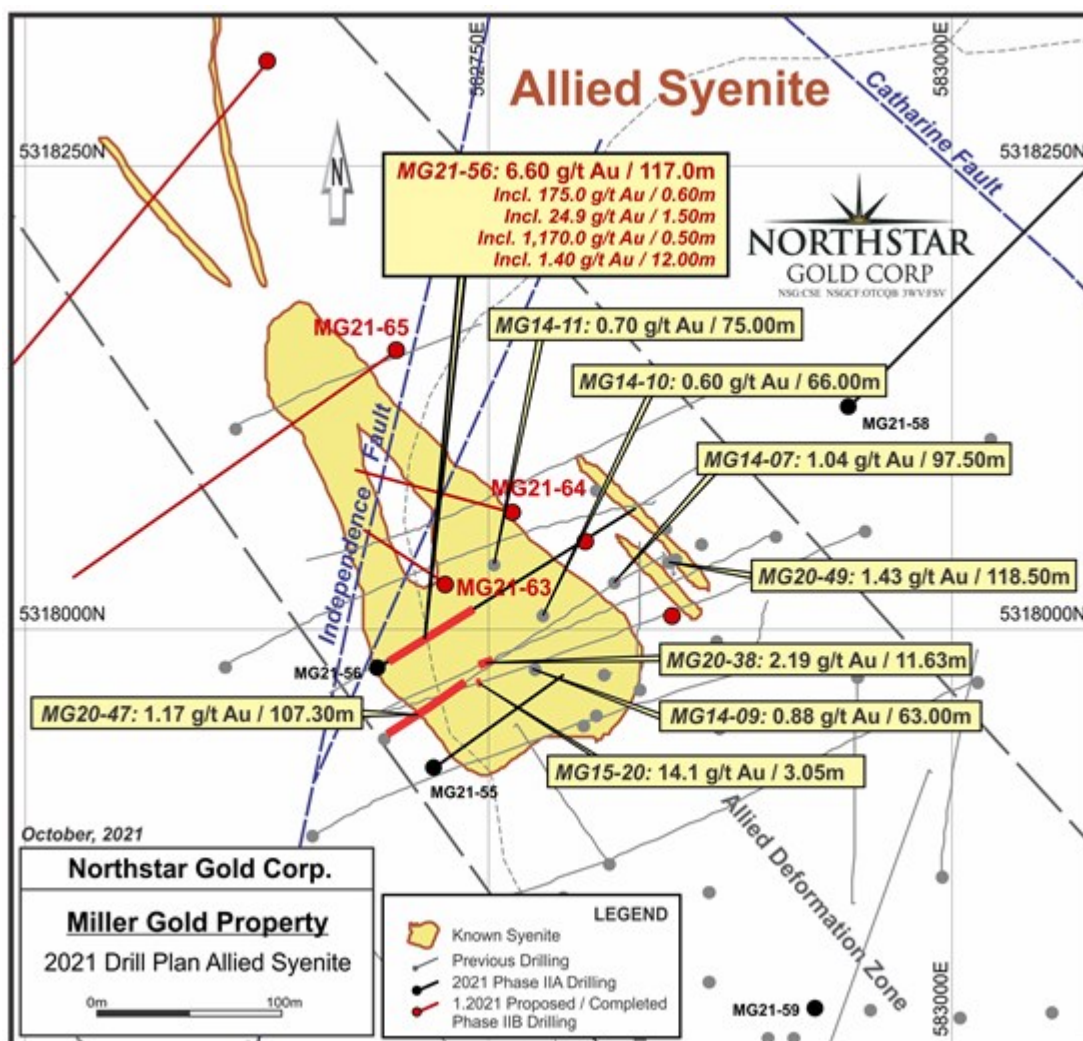 582750E
583000E
Allied Syenite
Catharine Fault
5318250N
5318250N
N
MG21-56: 6.60 g/t Au / 117.0m
Incl. 175.0 g/t Au / 0.60m
Incl. 24.9 g/t Au / 1.50m
Incl. 1,170.0 g/t Au / 0.50m
Incl. 1.40 g/t Au / 12.00m
NORTHSTAR
GOLD CORP
NSG:CSE NSGCF:OTCQB 3WV:FSV
MG21-65
MG14-11: 0.70 g/t Au / 75.00m
MG14-10: 0.60 g/t Au / 66.00m
MG21-58
MG14-07: 1.04 g/t Au / 97.50m
MG21-64
Independence Fault
MG20-49: 1.43 g/t Au / 118.50m
MG21-63
5318000N
5318000N
MG21-56
MG20-38: 2.19 g/t Au / 11.63m
MG20-47: 1.17 g/t Au / 107.30m
MG14-09: 0.88 g/t Au / 63.00m
MG15-20: 14.1 g/t Au / 3.05m
MG21-55
Allied Deformation Zone
October, 2021
Northstar Gold Corp.
Miller Gold Property
2021 Drill Plan Allied Syenite
0m
100m
LEGEND
Known Syenite
Previous Drilling
2021 Phase IIA Drilling
1.2021 Proposed / Completed
Phase IIB Drilling
MG21-59
583000E